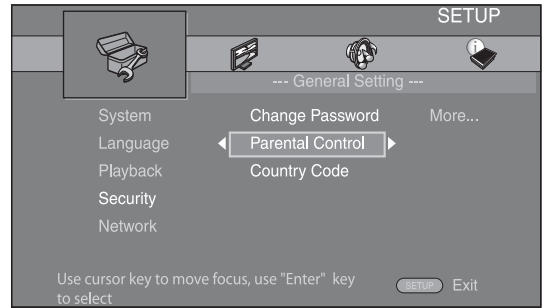 SETUP
--- General Setting ---
System
Language
Playback
Security
Network
Change Password
Parental Control
Country Code
More...
Use cursor key to move focus, use "Enter" key
to select
SETUP Exit